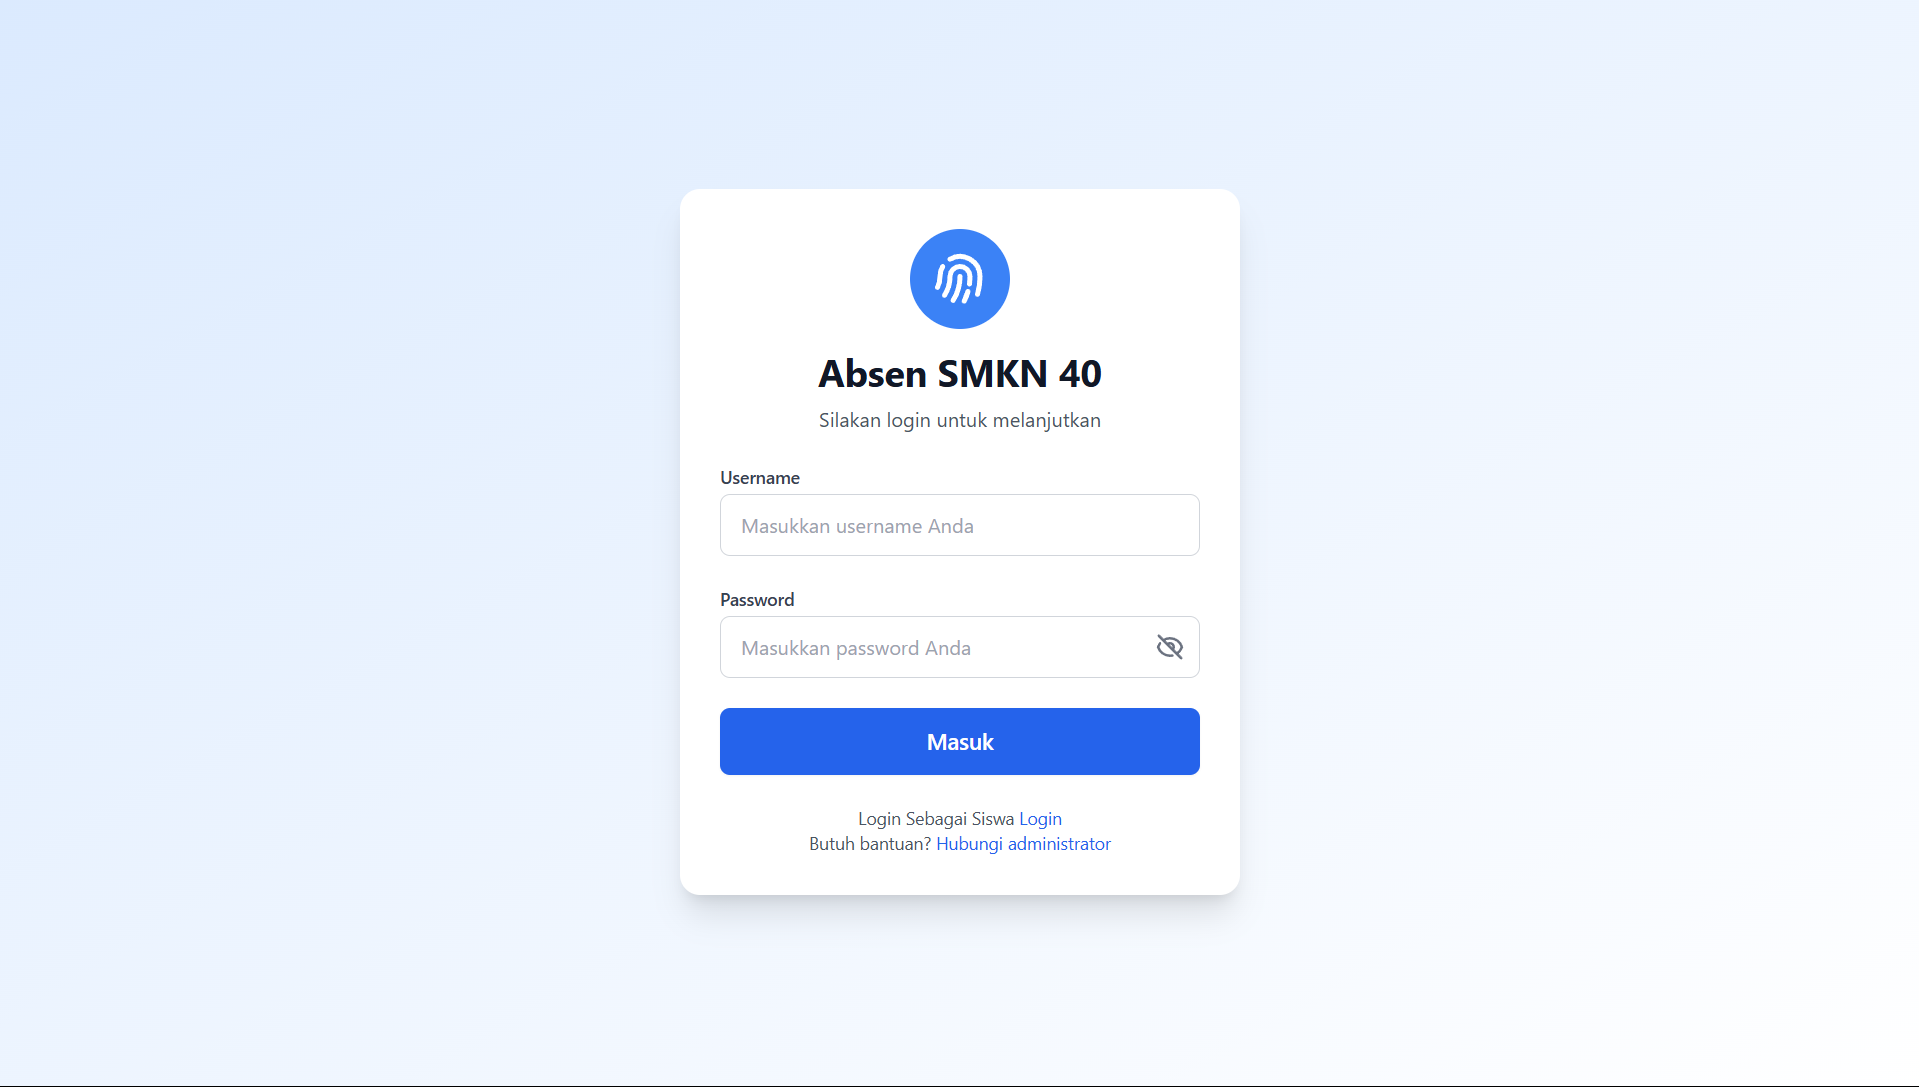 Absen SMKN 40
Silakan login untuk melanjutkan
Username
Masukkan username Anda
Password
Masukkan password Anda
Masuk
Login Sebagai Siswa Login
Butuh bantuan? Hubungi administrator